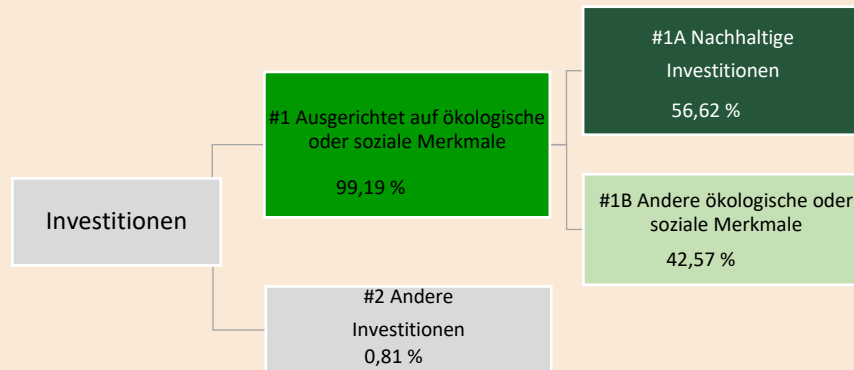 Investitionen
#1 Ausgerichtet auf ökologische
oder soziale Merkmale
99,19 %
#2 Andere
Investitionen
0,81 %
#1A Nachhaltige
Investitionen
56,62 %
#1B Andere ökologische oder
soziale Merkmale
42,57 %